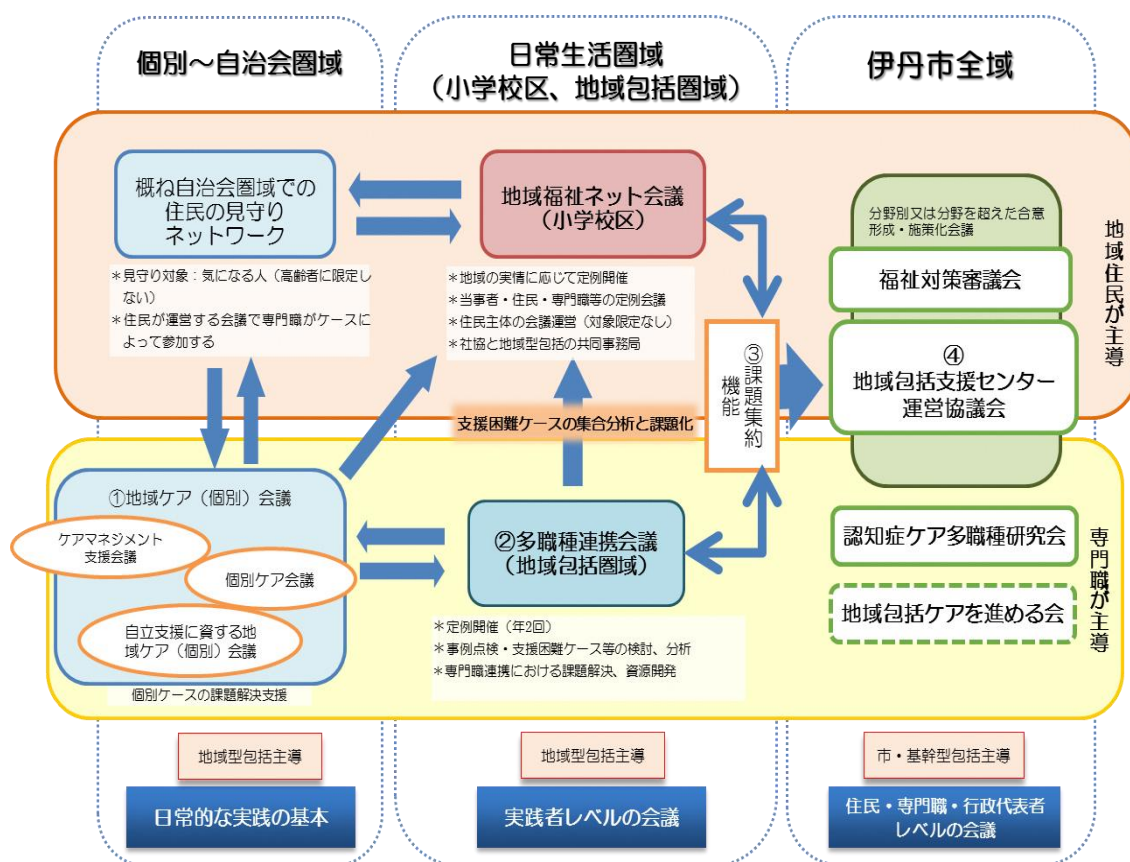 個別～自治会圏域
日常生活圏域
（小学校区、地域包括圏域）
伊丹市全域
概ね自治会圏域での
住民の見守り
ネットワーク
＊見守り対象：気になる人（高齢者に限定し
ない）
＊住民が運営する会議で専門職がケースに
よって参加する
地域福祉ネット会議
（小学校区）
＊地域の実情に応じて定例開催
＊当事者・住民・専門職等の定例会議
＊住民主体の会議運営（対象限定なし）
＊社協と地域型包括の共同事務局
支援困難ケースの集合分析と課題化
③課題集約
機能
分野別又は分野を超えた合意
形成・施策化会議
福祉対策審議会
④
地域包括支援センター
運営協議会
地域住民が主導
①地域ケア（個別）会議
ケアマネジメント
支援会議
個別ケア会議
自立支援に資する地
域ケア（個別）会議
個別ケースの課題解決支援
②多職種連携会議
（地域包括圏域）
＊定例開催（年2回）
＊事例点検・支援困難ケース等の検討、分析
＊専門職連携における課題解決、資源開発
認知症ケア多職種研究会
地域包括ケアを進める会
専門職が主導
地域型包括主導
地域型包括主導
市・基幹型包括主導
日常的な実践の基本
実践者レベルの会議
住民・専門職・行政代表者
レベルの会議